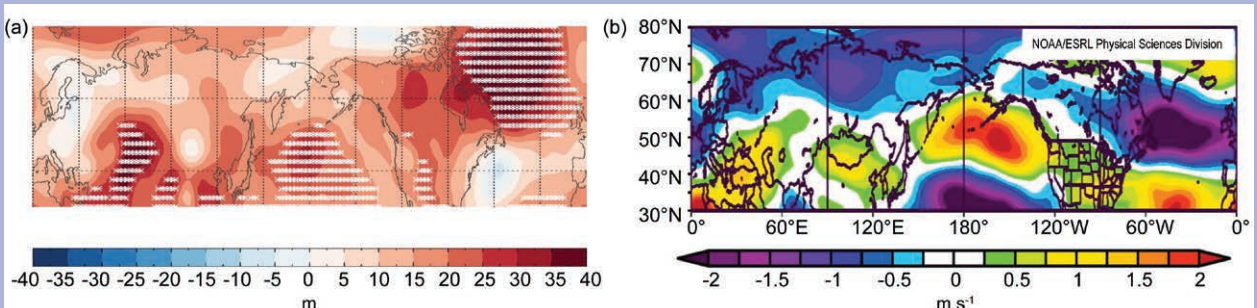 (a)
-40 -35 -30 -25 -20 -15 -10 -5 0 5 10 15 20 25 30 35 40
m
(b)
80°N
NOAA/ESRL Physical Sciences Division
70°N
60°N
50°N
40°N
30°N
0° 60°E 120°E 180° 120°W 60°W 0°
-2 -1.5 -1 -0.5 0 0.5 1 1.5 2
m s-1